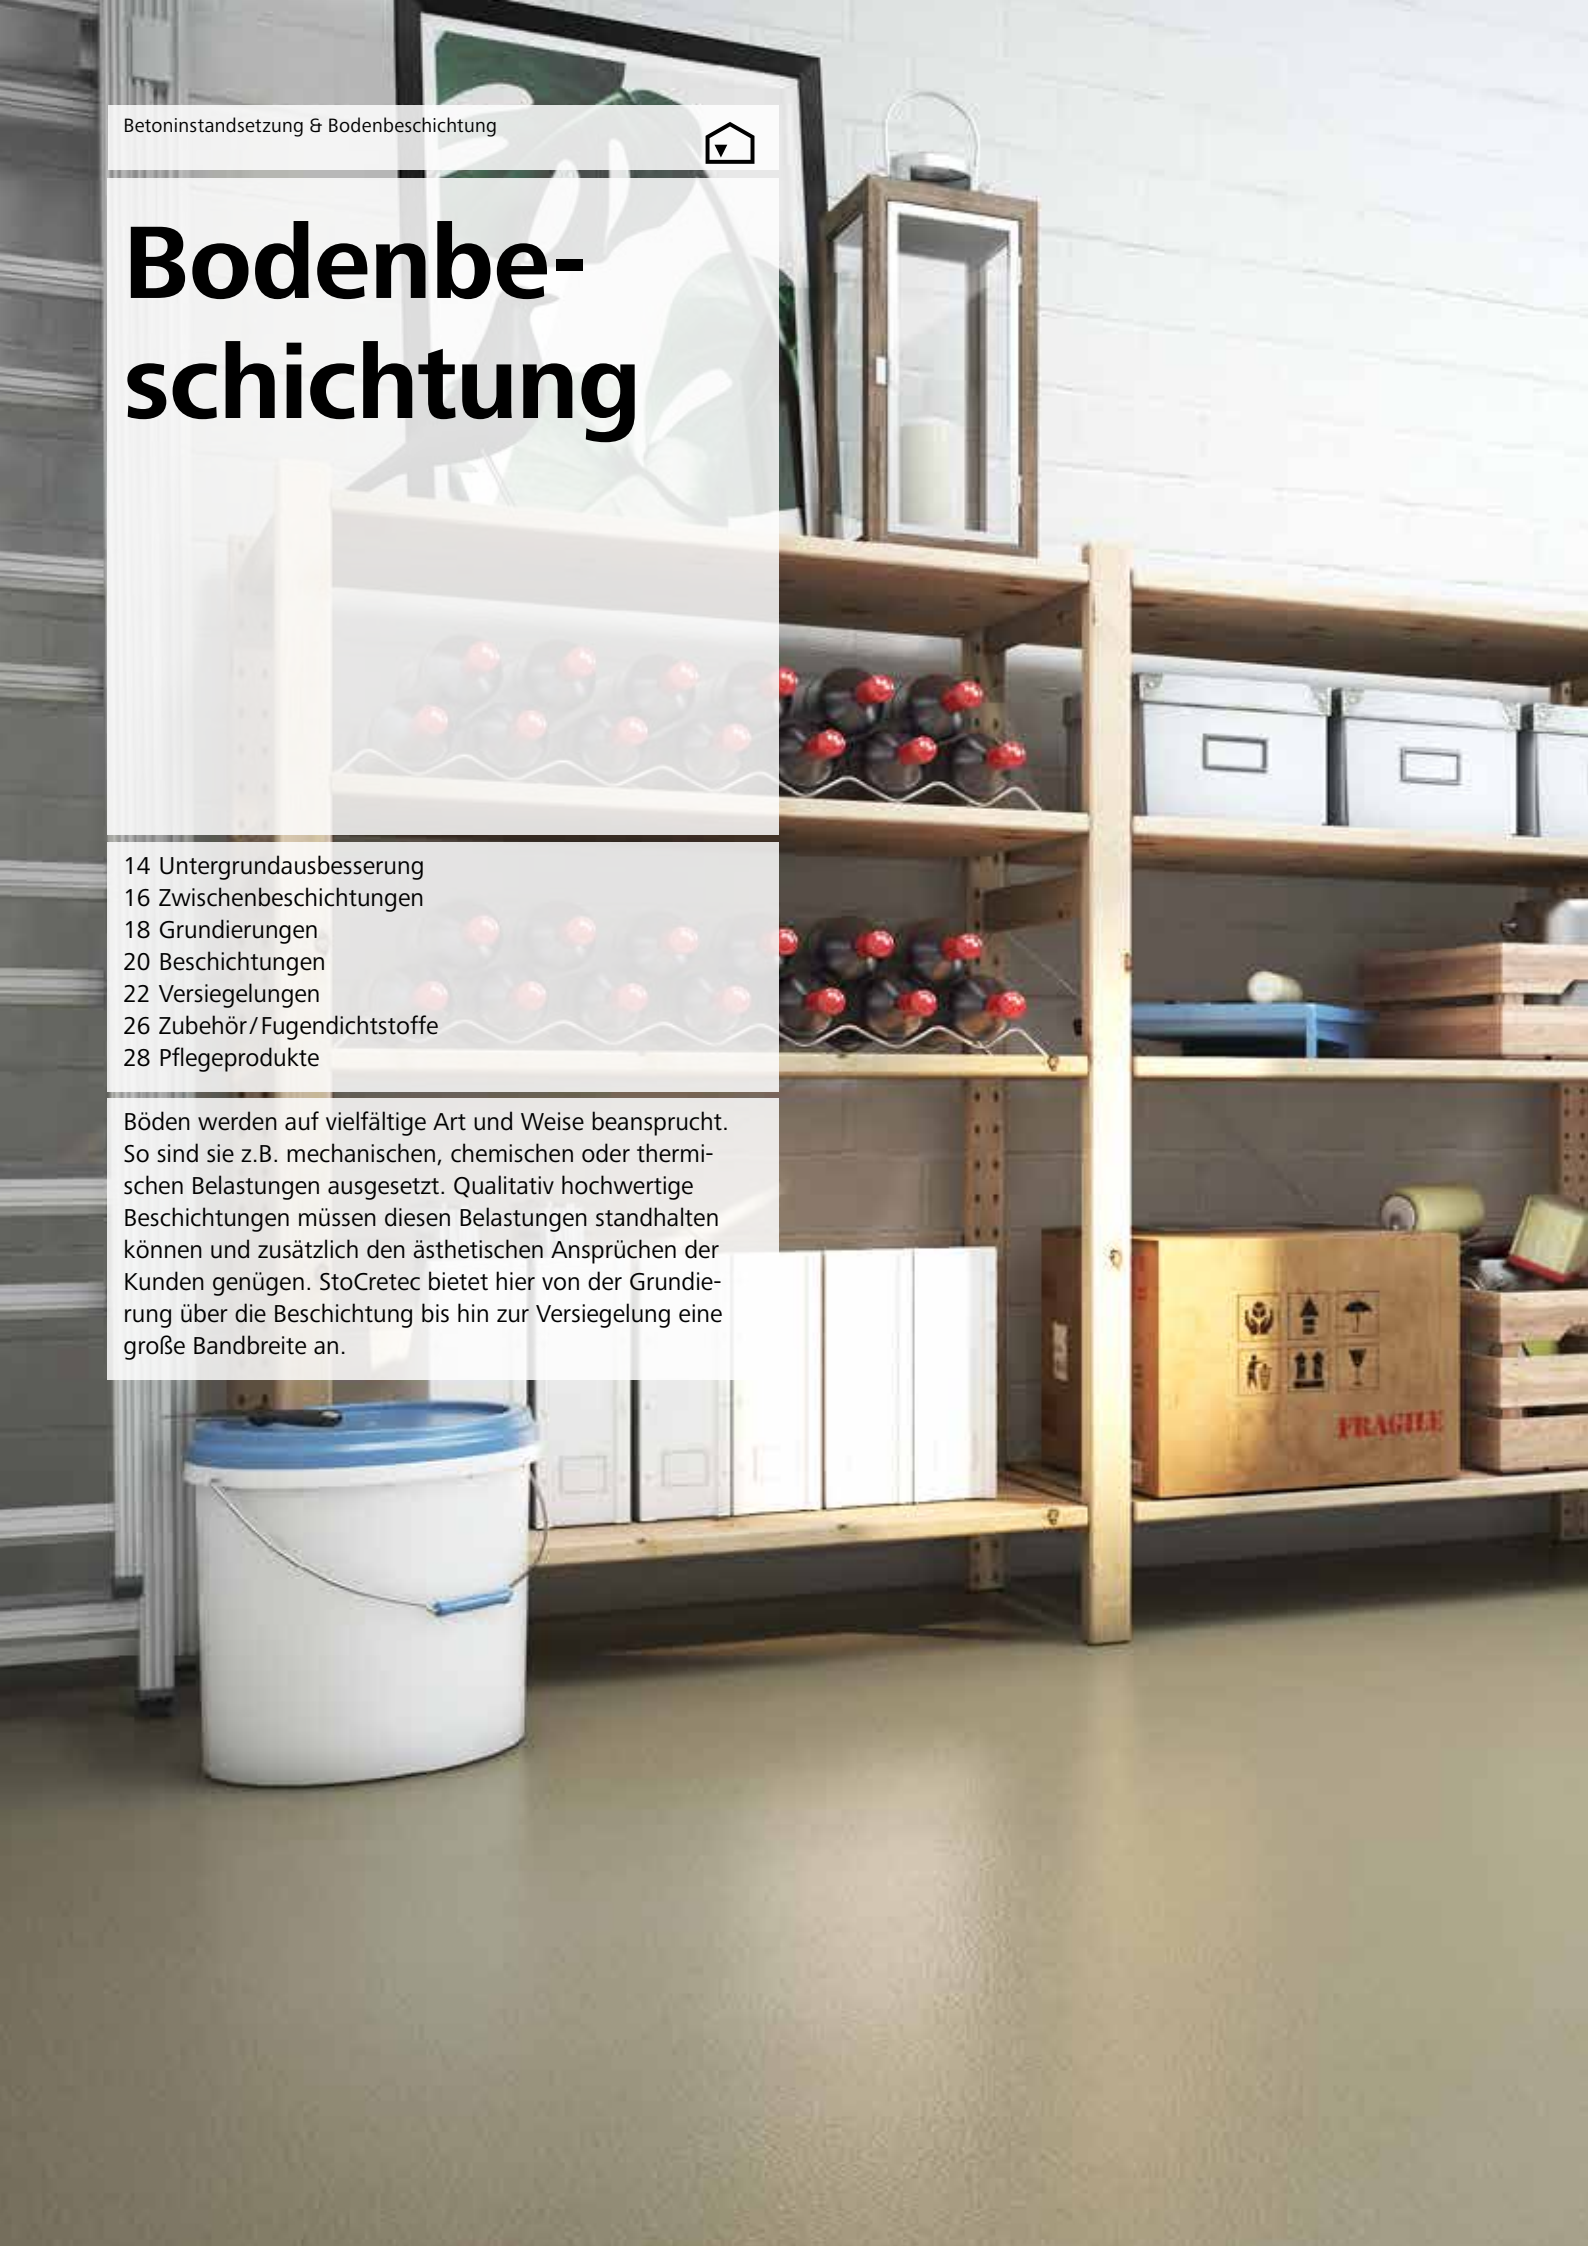 Betoninstandsetzung & Bodenbeschichtung
Bodenbe-
schichtung
14 Untergrundausbesserung
16 Zwischenbeschichtungen
18 Grundierungen
20 Beschichtungen
22 Versiegelungen
26 Zubehör/Fugendichtstoffe
28 Pflegeprodukte
Böden werden auf vielfältige Art und Weise beansprucht.
So sind sie z.B. mechanischen, chemischen oder thermi-
schen Belastungen ausgesetzt. Qualitativ hochwertige
Beschichtungen müssen diesen Belastungen standhalten
können und zusätzlich den ästhetischen Ansprüchen der
Kunden genügen. StoCretec bietet hier von der Grundie-
rung über die Beschichtung bis hin zur Versiegelung eine
große Bandbreite an.
FRAGILE